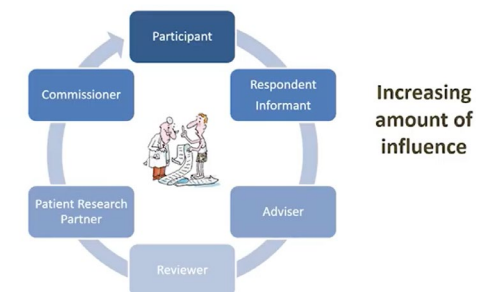 Participant
Respondent
Informant
Adviser
Reviewer
Patient Research
Partner
Commissioner
Increasing
amount of
influence